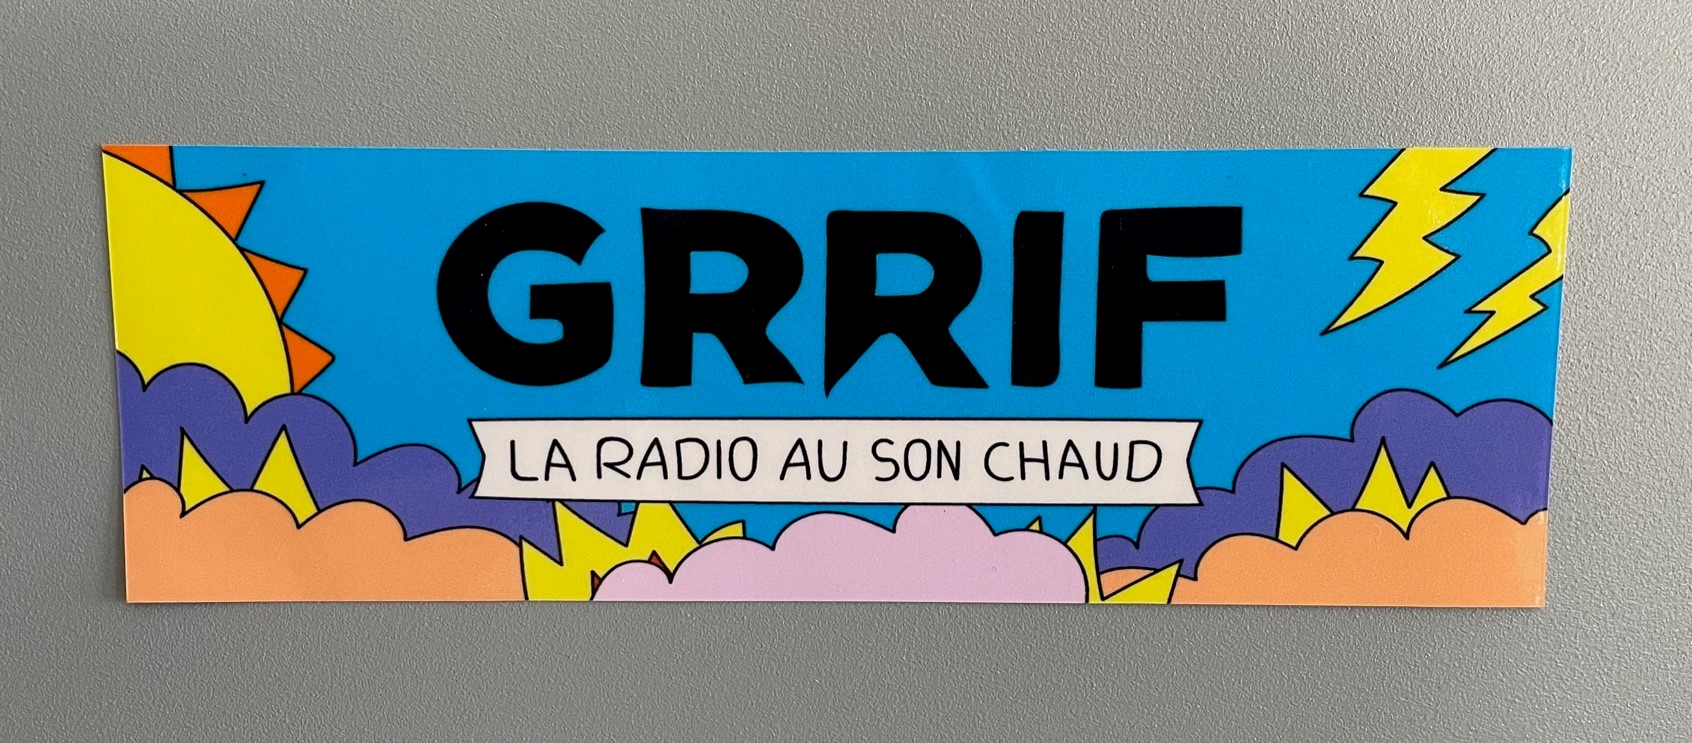 GRRIF
LA RADIO AU SON CHAUD